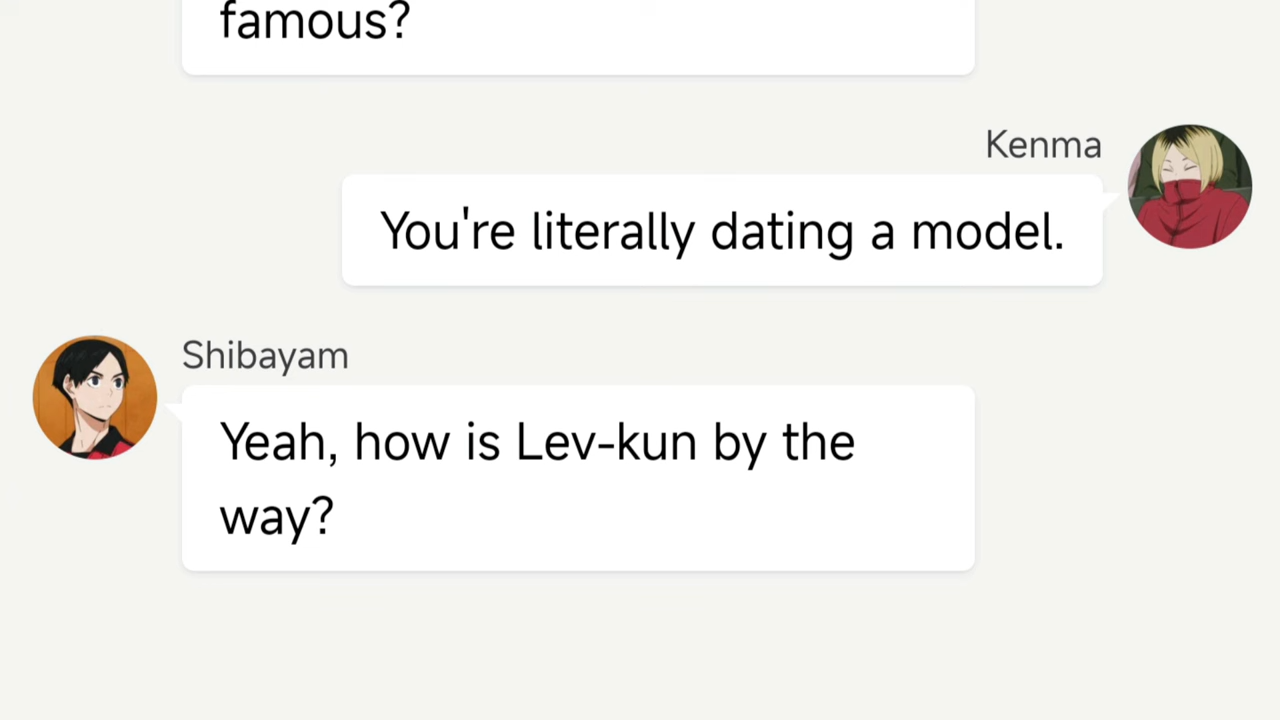 famous?
Kenma
You're literally dating a model.
Shibayam
Yeah, how is Lev-kun by the
way?